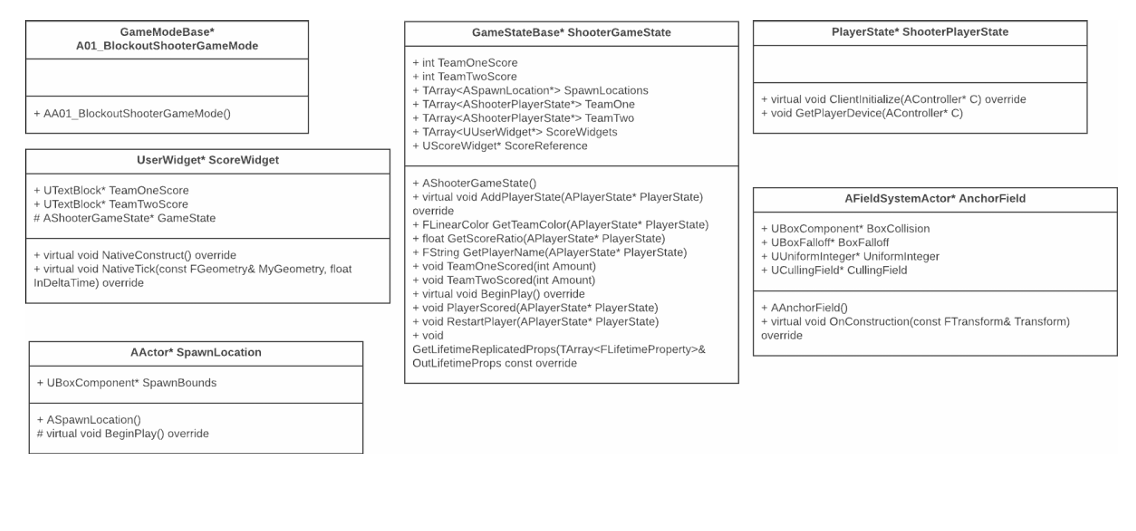 GameModeBase*
A01_BlockoutShooterGameMode
+ AA01_BlockoutShooterGameMode()
UserWidget* ScoreWidget
+ UTextBlock* TeamOneScore
+ UTextBlock* TeamTwoScore
# AShooterGameState* GameState
+ virtual void NativeConstruct() override
+ virtual void NativeTick(const FGeometry& MyGeometry, float
InDeltaTime) override
AActor* SpawnLocation
+ UBoxComponent* SpawnBounds
+ ASpawnLocation()
# virtual void BeginPlay() override
GameStateBase* ShooterGameState
+ int TeamOneScore
+ int TeamTwoScore
+ TArray<ASpawnLocation*> SpawnLocations
+ TArray<AShooterPlayerState*> TeamOne
+ TArray<AShooterPlayerState*> TeamTwo
+ TArray<UUserWidget*> ScoreWidgets
+ UScoreWidget* ScoreReference
+ AShooterGameState()
+ virtual void AddPlayerState(APlayerState* PlayerState)
override
+ FLinearColor GetTeamColor(APlayerState* PlayerState)
+ float GetScoreRatio(APlayerState* PlayerState)
+ FString GetPlayerName(APlayerState* PlayerState)
+ void TeamOneScored(int Amount)
+ void TeamTwoScored(int Amount)
+ virtual void BeginPlay() override
+ void PlayerScored(APlayerState* PlayerState)
+ void RestartPlayer(APlayerState* PlayerState)
+ void
GetLifetimeReplicatedProps(TArray<FLifetimeProperty>&
OutLifetimeProps const override
PlayerState* ShooterPlayerState
+ virtual void ClientInitialize(AController* C) override
+ void GetPlayerDevice(AController* C)
AFieldSystemActor* AnchorField
+ UBoxComponent* BoxCollision
+ UBoxFalloff* BoxFalloff
+ UUniformInteger* UniformInteger
+ UCullingField* CullingField
+ AAnchorField()
+ virtual void OnConstruction(const FTransform& Transform)
override